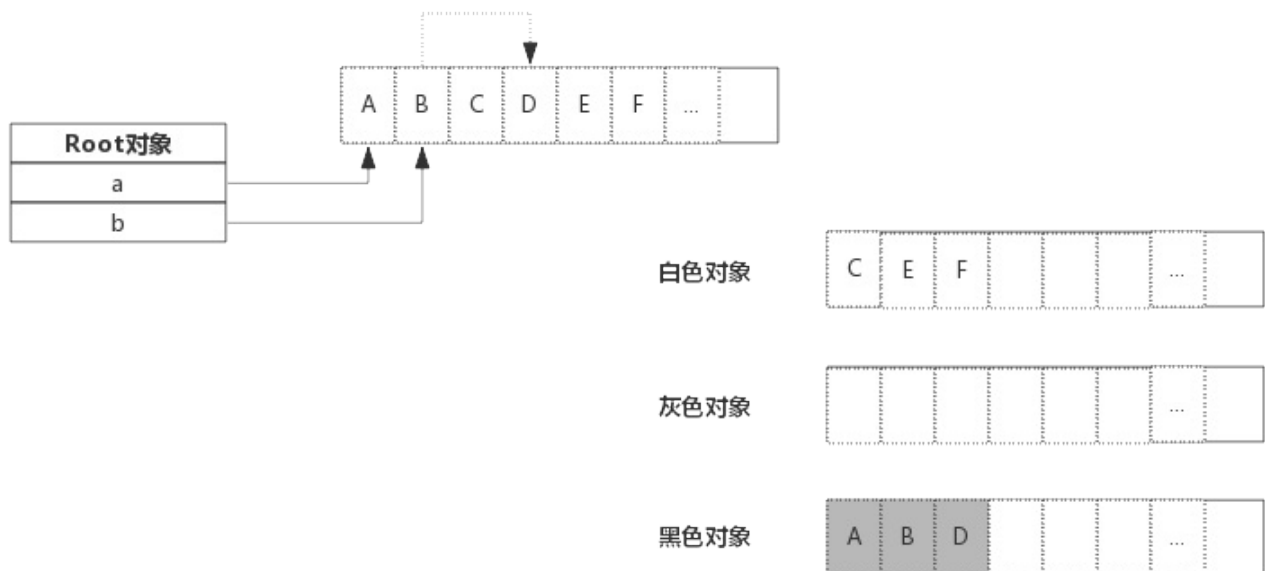 A B C D E F ...
Root对象
a
b
白色对象 C E F ...
灰色对象 ...
黑色对象 A B D ...